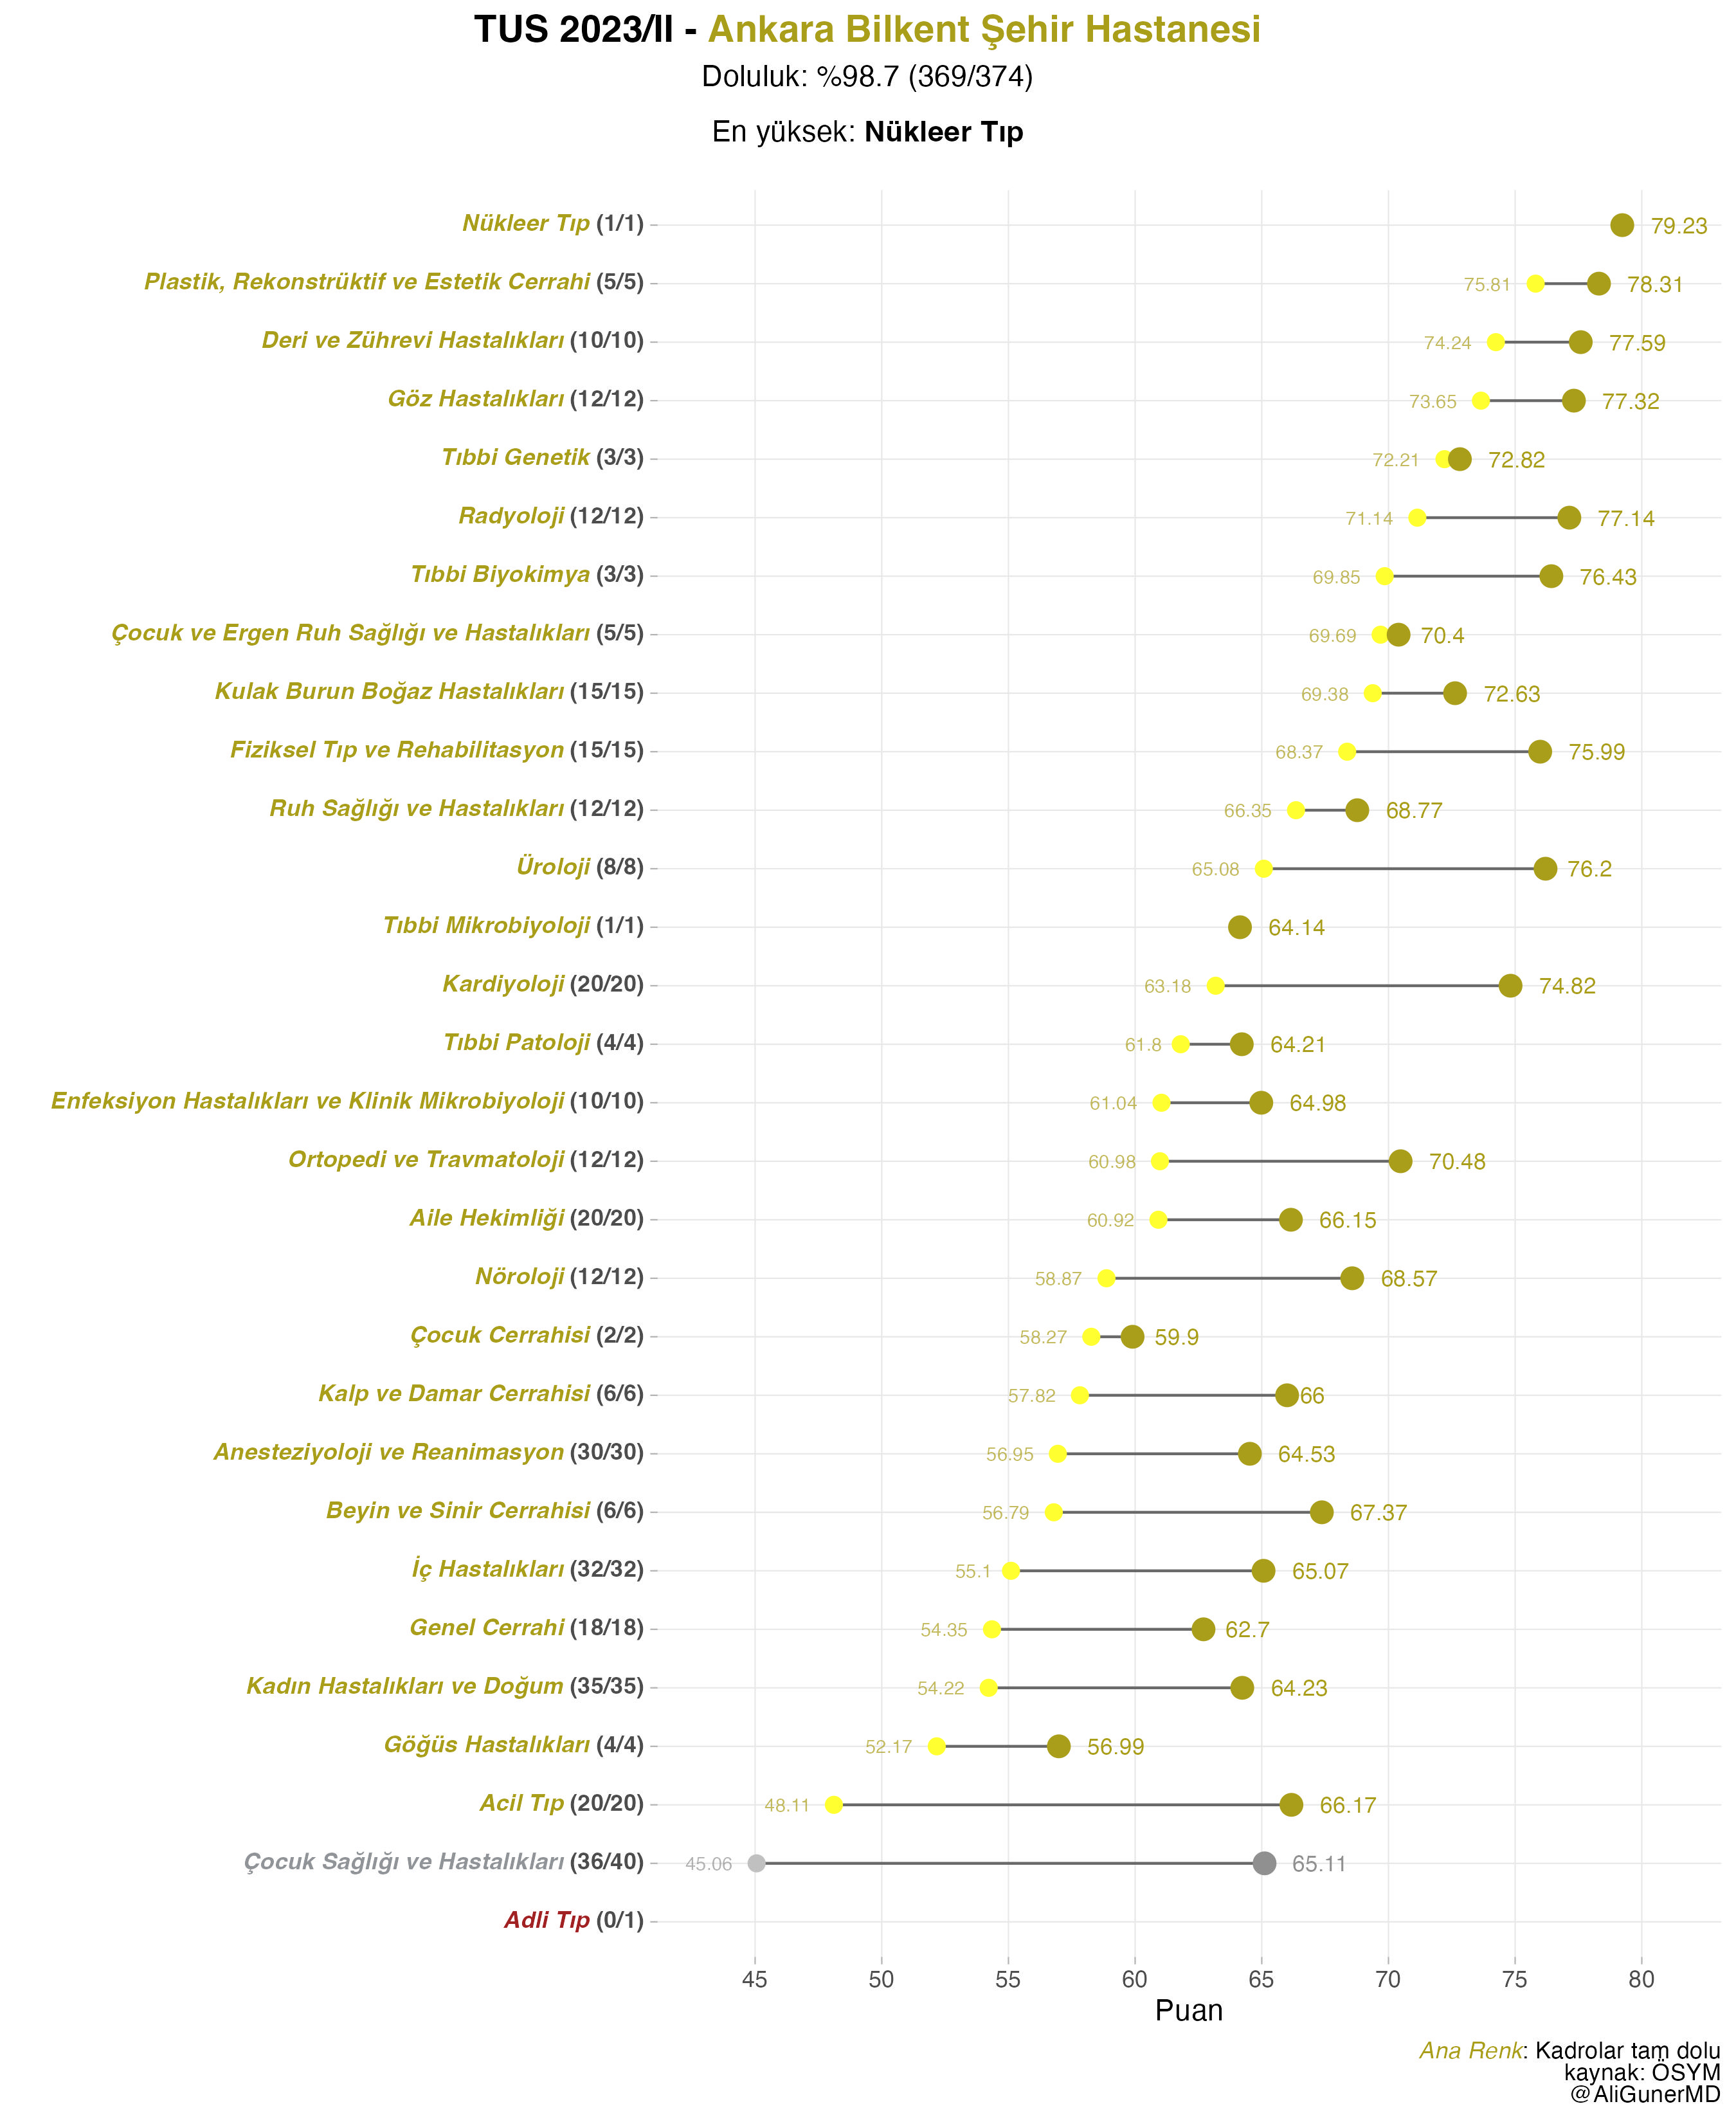 TUS 2023/II - Ankara Bilkent Şehir Hastanesi
Doluluk: %98.7 (369/374)
En yüksek: Nükleer Tıp
Nükleer Tıp (1/1) 79.23
Plastik, Rekonstrüktif ve Estetik Cerrahi (5/5) 75.81 78.31
Deri ve Zührevi Hastalıkları (10/10) 74.24 77.59
Göz Hastalıkları (12/12) 73.65 77.32
Tıbbi Genetik (3/3) 72.21 72.82
Radyoloji (12/12) 71.14 77.14
Tıbbi Biyokimya (3/3) 69.85 76.43
Çocuk ve Ergen Ruh Sağlığı ve Hastalıkları (5/5) 69.69 70.4
Kulak Burun Boğaz Hastalıkları (15/15) 69.38 72.63
Fiziksel Tıp ve Rehabilitasyon (15/15) 68.37 75.99
Ruh Sağlığı ve Hastalıkları (12/12) 66.35 68.77
Üroloji (8/8) 65.08 76.2
Tıbbi Mikrobiyoloji (1/1) 64.14
Kardiyoloji (20/20) 63.18 74.82
Tıbbi Patoloji (4/4) 61.8 64.21
Enfeksiyon Hastalıkları ve Klinik Mikrobiyoloji (10/10) 61.04 64.98
Ortopedi ve Travmatoloji (12/12) 60.98 70.48
Aile Hekimliği (20/20) 60.92 66.15
Nöroloji (12/12) 58.87 68.57
Çocuk Cerrahisi (2/2) 58.27 59.9
Kalp ve Damar Cerrahisi (6/6) 57.82 66
Anesteziyoloji ve Reanimasyon (30/30) 56.95 64.53
Beyin ve Sinir Cerrahisi (6/6) 56.79 67.37
İç Hastalıkları (32/32) 55.1 65.07
Genel Cerrahi (18/18) 54.35 62.7
Kadın Hastalıkları ve Doğum (35/35) 54.22 64.23
Göğüs Hastalıkları (4/4) 52.17 56.99
Acil Tıp (20/20) 48.11 66.17
Çocuk Sağlığı ve Hastalıkları (36/40) 45.06 65.11
Adli Tıp (0/1)
45 50 55 60 65 70 75 80
Puan
Ana Renk: Kadrolar tam dolu
kaynak: ÖSYM
@AliGunerMD